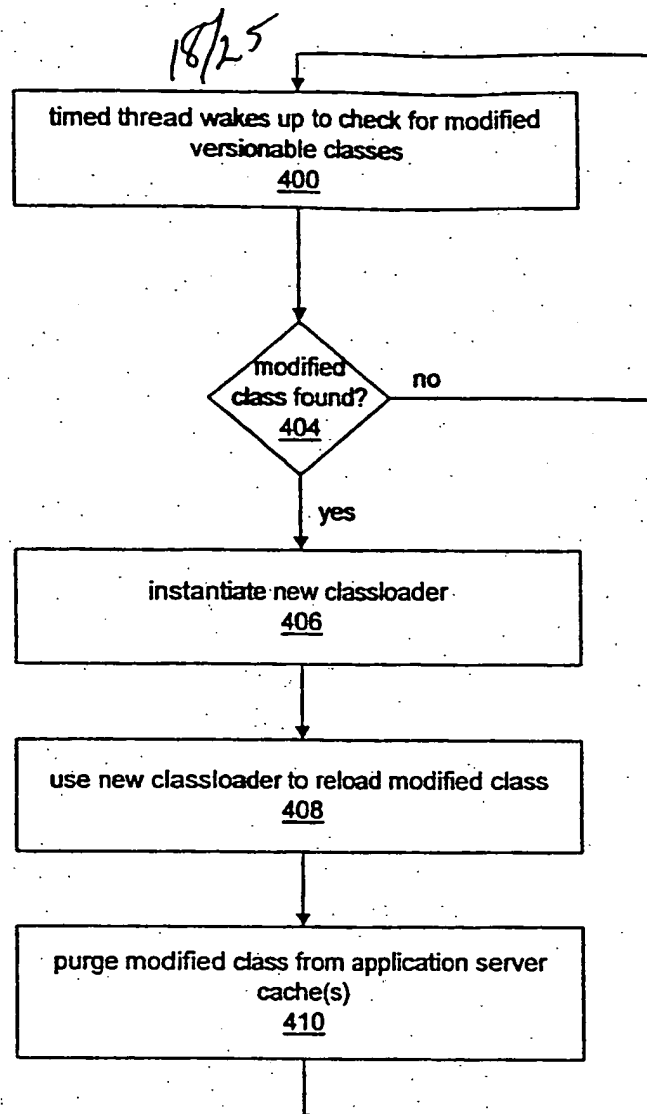 18/25
timed thread wakes up to check for modified
versionable classes
400
modified
class found?
404
no
yes
instantiate new classloader
406
use new classloader to reload modified class
408
purge modified class from application server
cache(s)
410